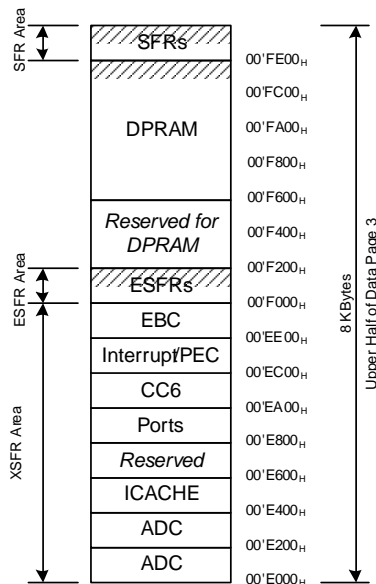 SFR Area
SFRs
00'FE00H
00'FC00H
DPRAM
00'FA00H
00'F800H
00'F600H
Reserved for
DPRAM
00'F400H
00'F200H
ESFR Area
ESFRs
00'F000H
EBC
00'EE00H
Interrupt/PEC
00'EC00H
CC6
00'EA00H
Ports
00'E800H
Reserved
00'E600H
ICACHE
00'E400H
ADC
00'E200H
ADC
00'E000H
XSFR Area
8 KBytes
Upper Half of Data Page 3